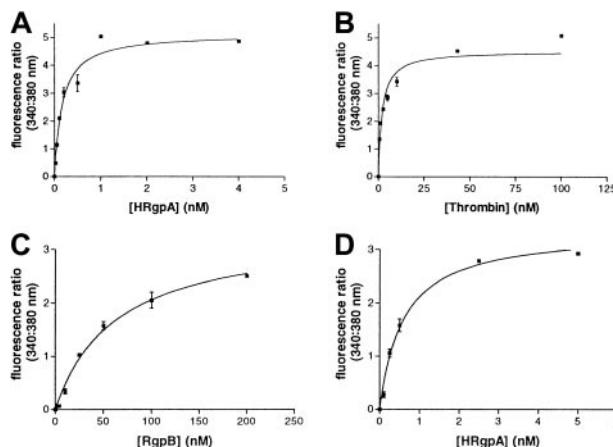 A
fluorescence ratio
(340:380 nm)
6
5
4
3
2
1
0
0 1 2 3 4 5
[HRgpA] (nM)
B
fluorescence ratio
(340:380 nm)
6
5
4
3
2
1
0
0 25 50 75 100 125
[Thrombin] (nM)
C
fluorescence ratio
(340:380 nm)
3
2
1
0
0 50 100 150 200 250
[RgpB] (nM)
D
fluorescence ratio
(340:380 nm)
3
2
1
0
0 1 2 3 4 5
[HRgpA] (nM)